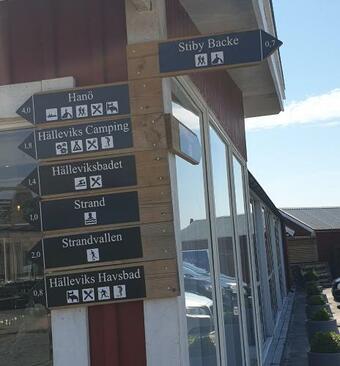 Stiby Backe 0,7
4,0 Hanö
1,8 Hälleviks Camping
1,4 Hälleviksbadet
1,0 Strand
2,0 Strandvallen
0,8 Hälleviks Havsbad